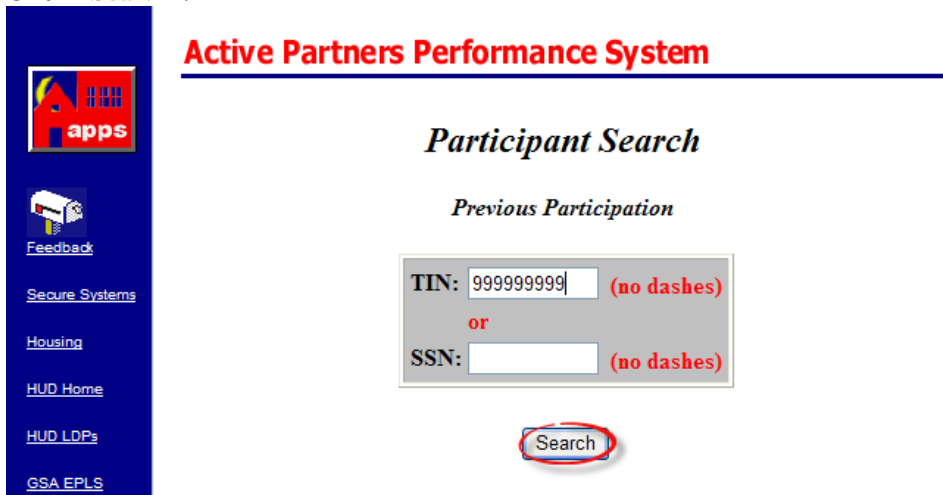 Active Partners Performance System
apps
Participant Search
Previous Participation
Feedback
TIN: 999999999 (no dashes)
Secure Systems
or
Housing
SSN: (no dashes)
HUD Home
HUD LDPs
Search
GSA EPLS